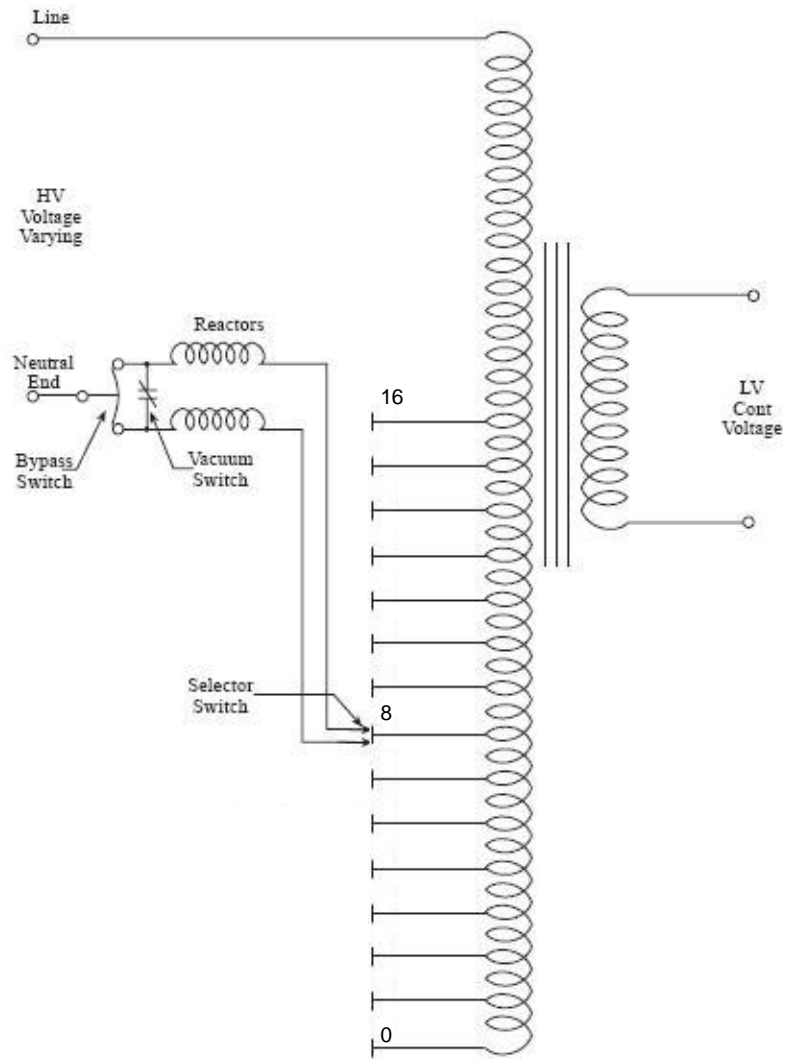 Line
HV
Voltage
Varying
Reactors
Neutral
End
Bypass
Switch
Vacuum
Switch
16
LV
Cont
Voltage
Selector
Switch
8
0